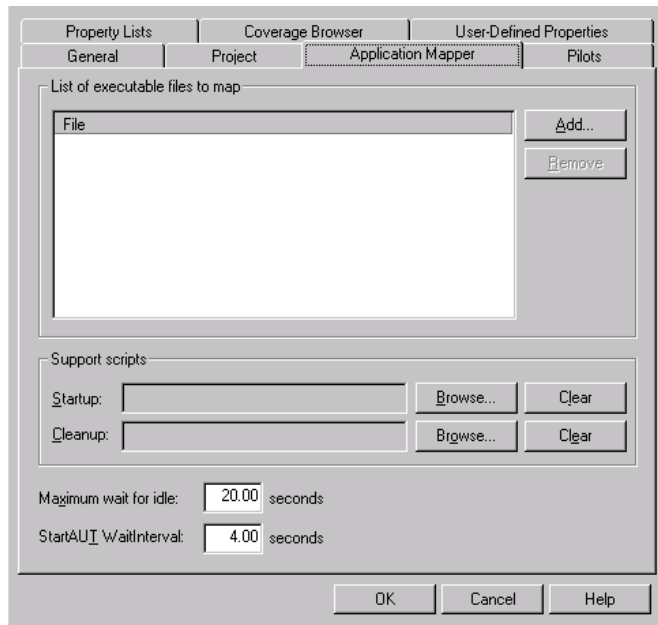 Property Lists Coverage Browser User-Defined Properties
General Project Application Mapper Pilots
List of executable files to map
File Add...
Remove
Support scripts
Startup: Browse... Clear
Cleanup: Browse... Clear
Maximum wait for idle: 20.00 seconds
StartAUT WaitInterval: 4.00 seconds
OK Cancel Help